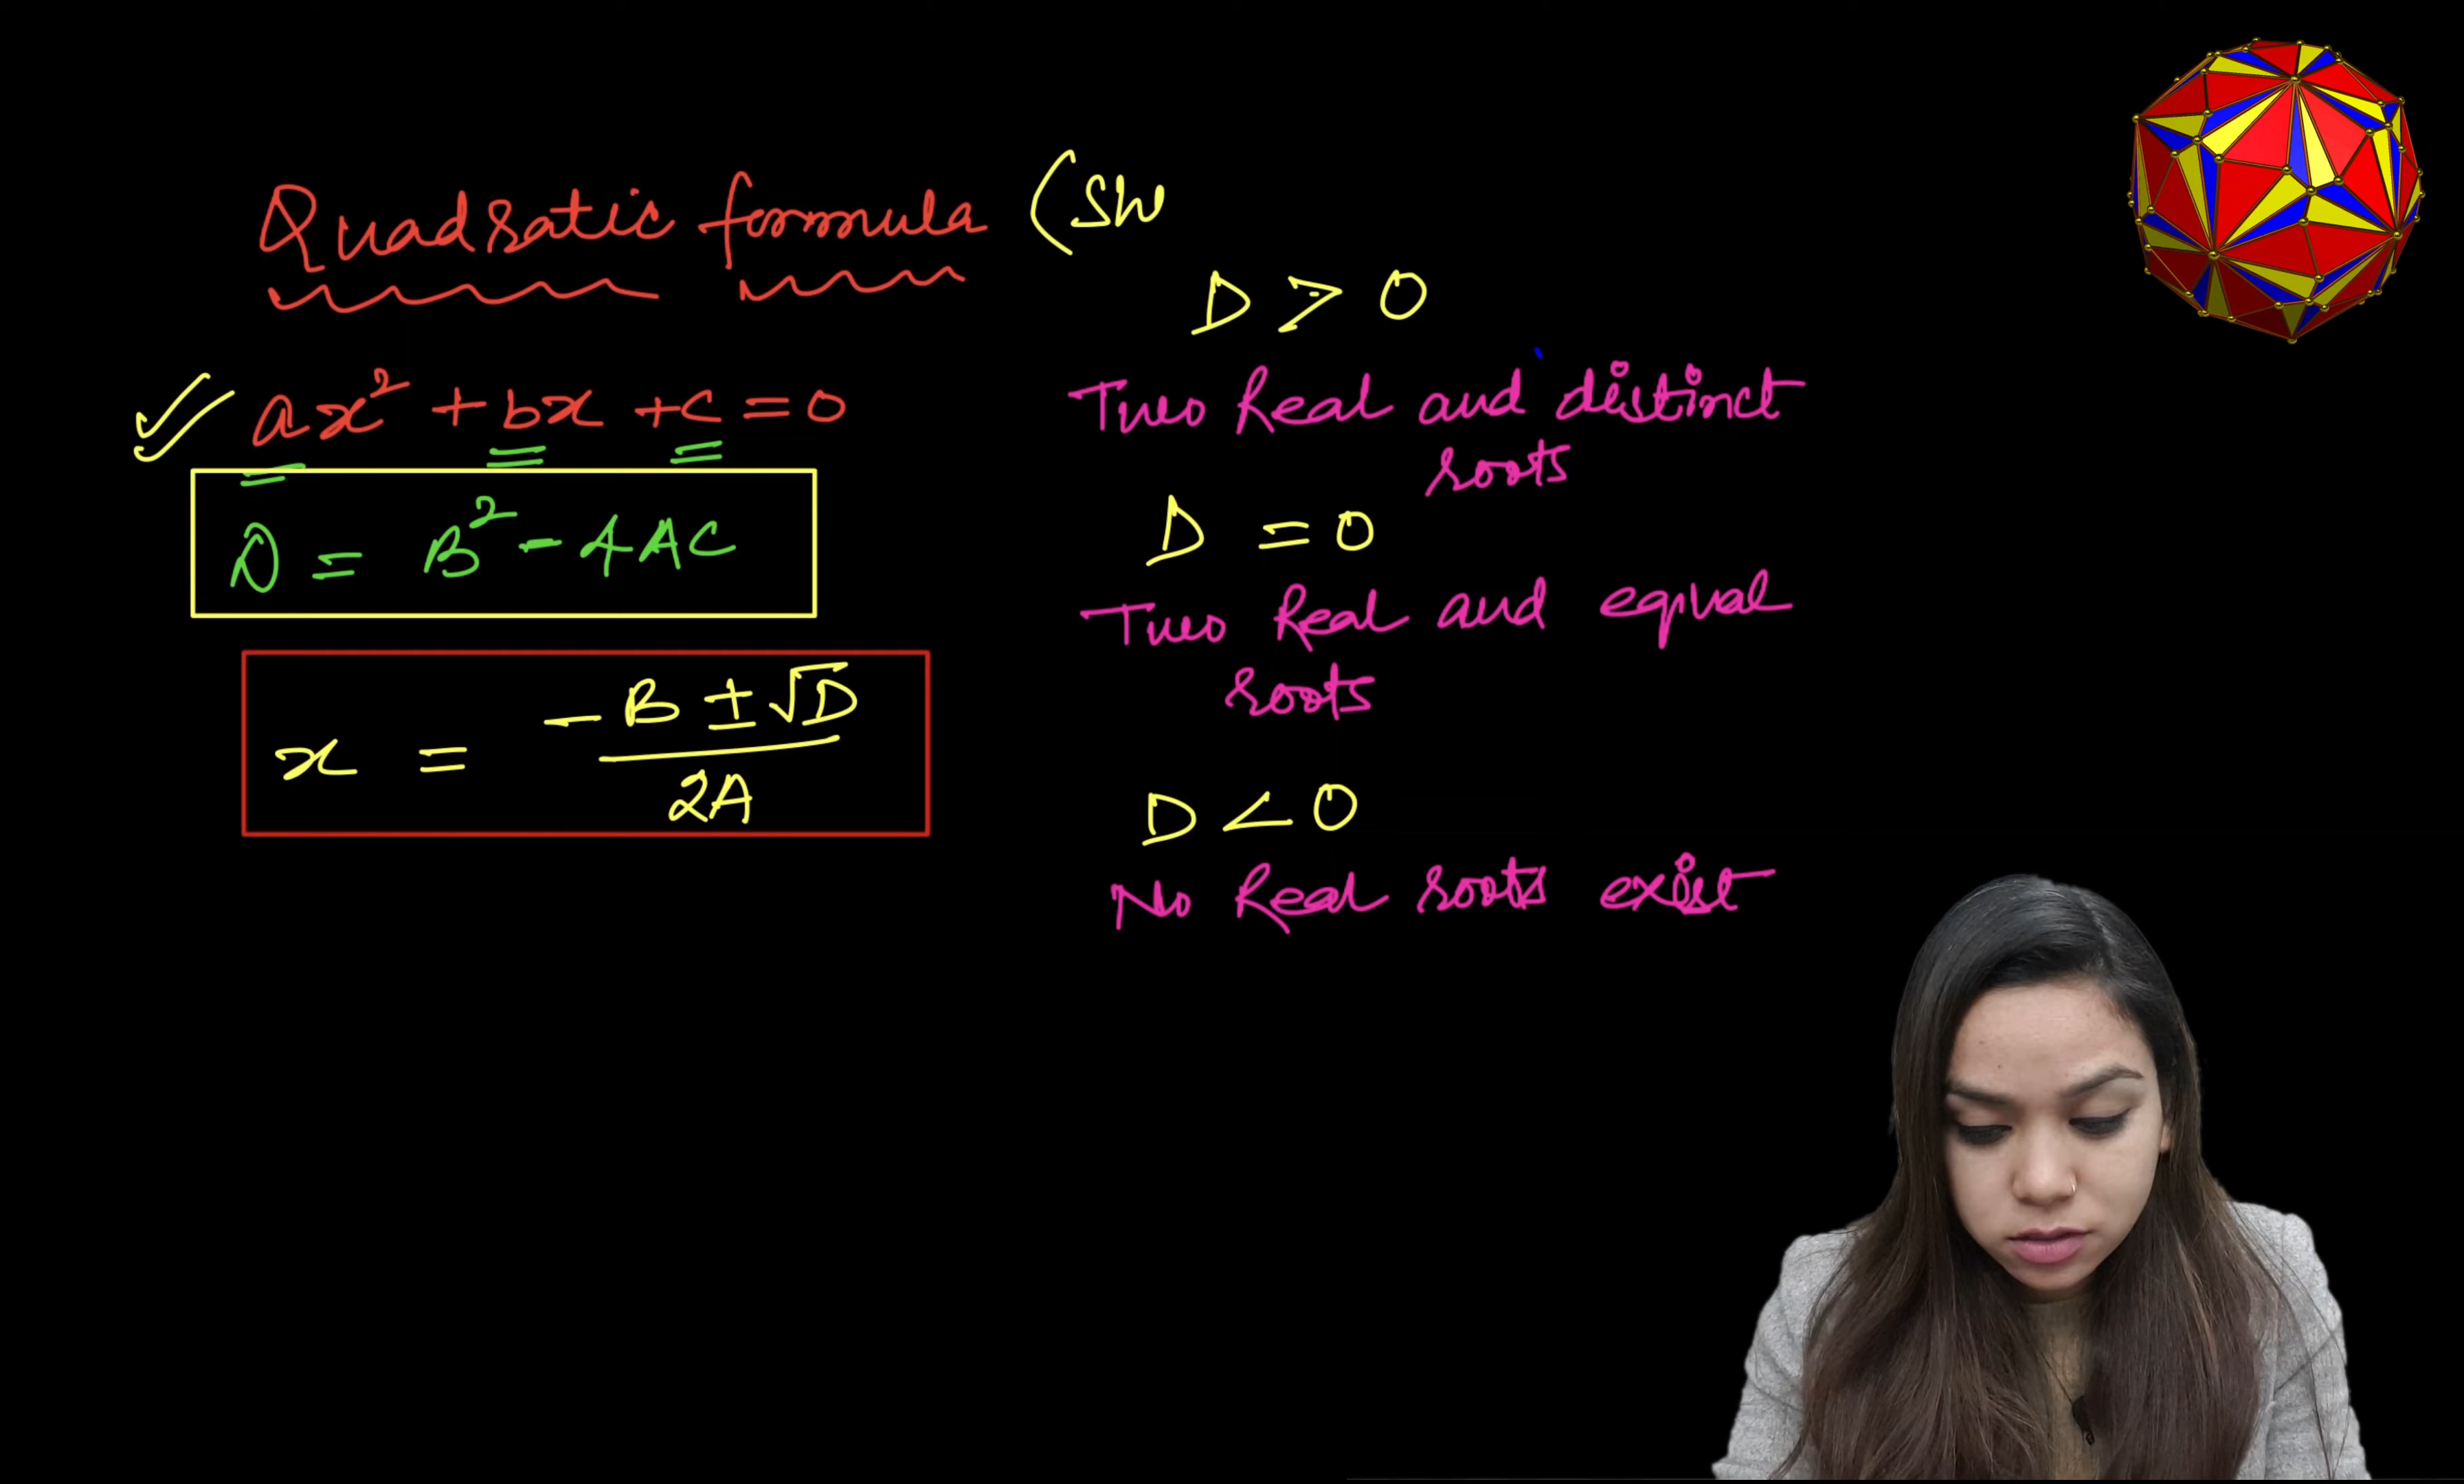 Quadratic formula (Shr
ax² + bx + c = 0
D = B² - 4AC
x = -B ± √D / 2A
D > 0
Two Real and distinct
roots
D = 0
Two Real and equal
roots
D < 0
No Real roots exist